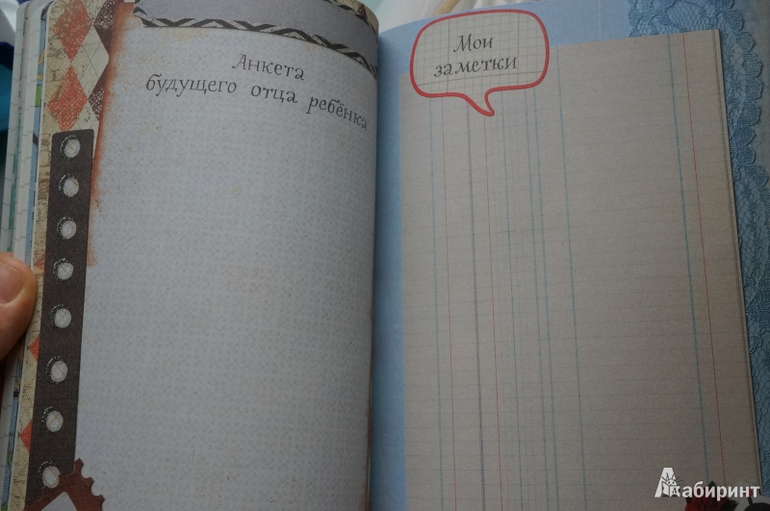 Анкета
будущего отца ребёнка
Мои
заметки
Лабиринт